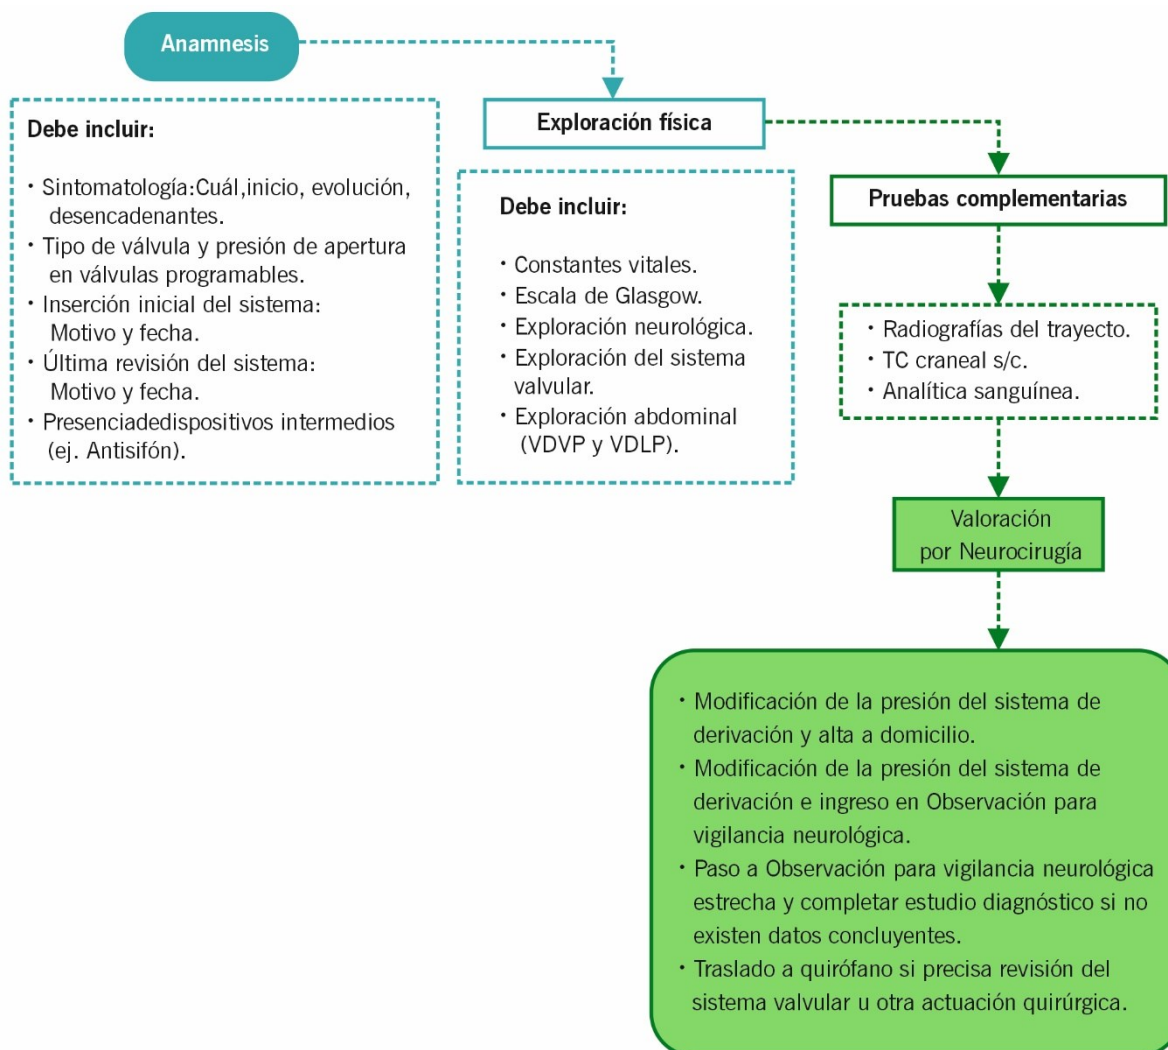 Anamnesis
Debe incluir:
· Sintomatología:Cuál,inicio, evolución,
desencadenantes.
· Tipo de válvula y presión de apertura
en válvulas programables.
· Inserción inicial del sistema:
Motivo y fecha.
· Última revisión del sistema:
Motivo y fecha.
· Presenciadedispositivos intermedios
(ej. Antisifón).
Exploración física
Debe incluir:
· Constantes vitales.
· Escala de Glasgow.
· Exploración neurológica.
· Exploración del sistema
valvular.
· Exploración abdominal
(VDVP y VDLP).
Pruebas complementarias
· Radiografías del trayecto.
· TC craneal s/c.
· Analítica sanguínea.
Valoración
por Neurocirugía
· Modificación de la presión del sistema de
derivación y alta a domicilio.
· Modificación de la presión del sistema de
derivación e ingreso en Observación para
vigilancia neurológica.
· Paso a Observación para vigilancia neurológica
estrecha y completar estudio diagnóstico si no
existen datos concluyentes.
· Traslado a quirófano si precisa revisión del
sistema valvular u otra actuación quirúrgica.